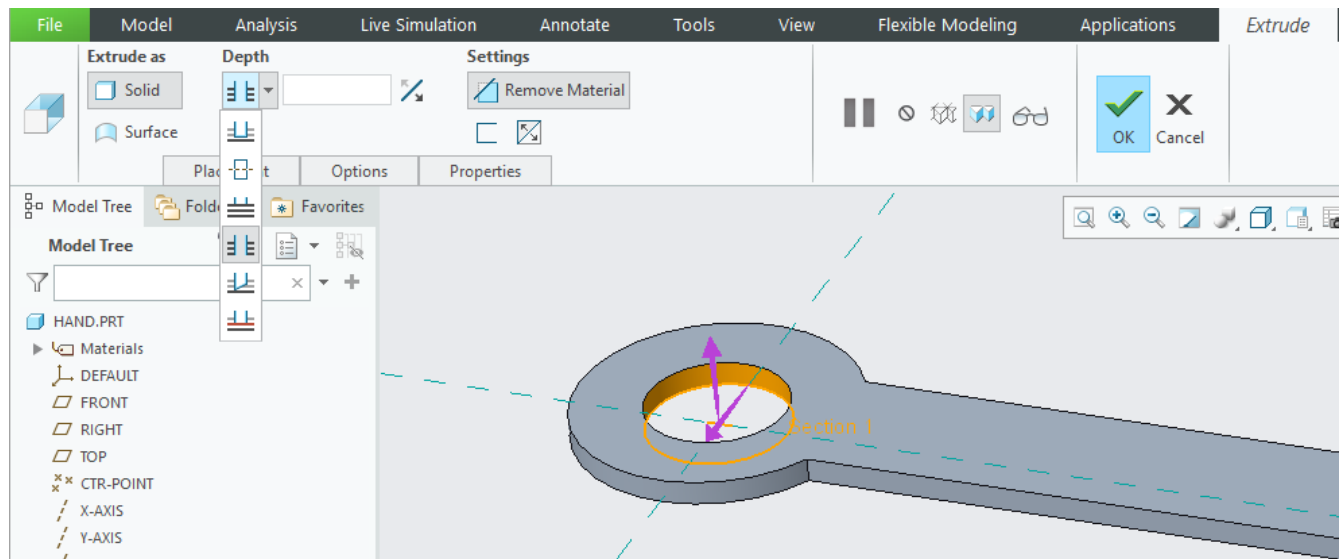 File Model Analysis Live Simulation Annotate Tools View Flexible Modeling Applications Extrude
Extrude as Depth Settings
Solid Remove Material
Surface
OK Cancel
Options Properties
Model Tree Favorites
Model Tree
HAND.PRT
Materials
DEFAULT
FRONT
RIGHT
TOP
Section 1
CTR-POINT
X-AXIS
Y-AXIS